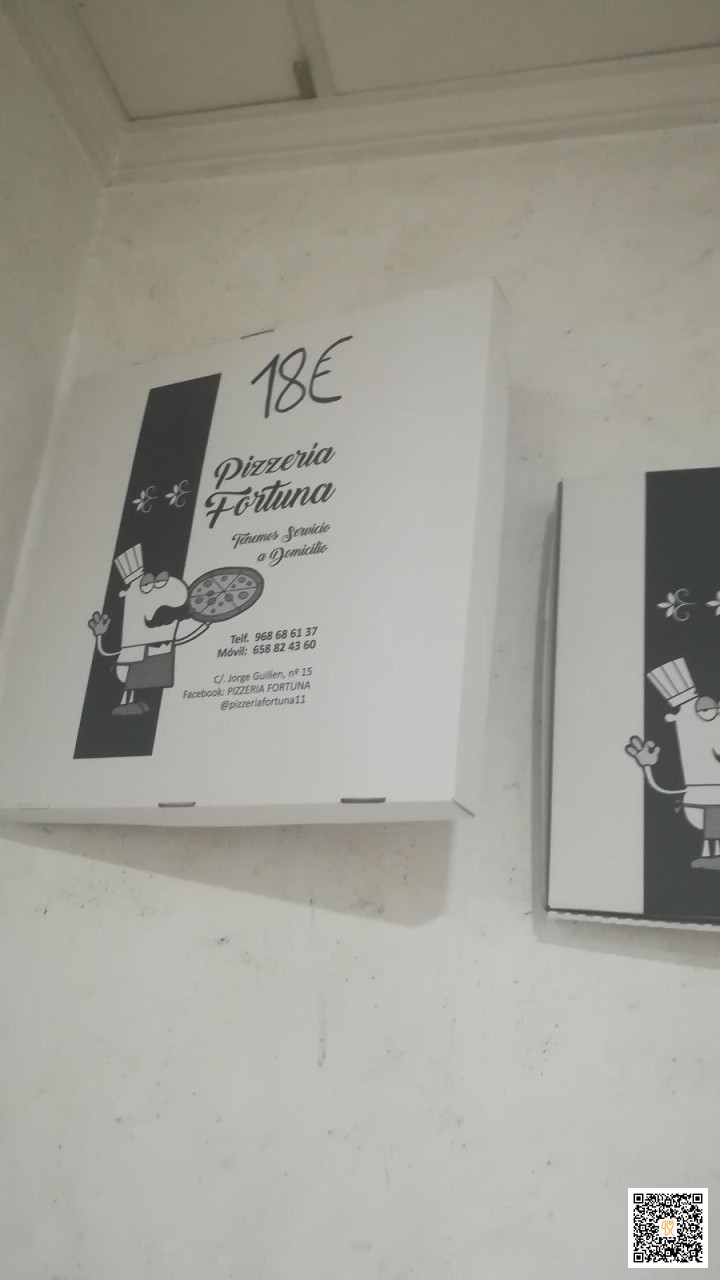 18€
Pizzeria
Fortuna
Tenemos Servicio
a Domicilio
Telf. 968 68 61 37
Móvil: 658 82 43 60
C/. Jorge Guillen, nº 15
Facebook: PIZZERIA FORTUNA
@pizzeriafortuna11